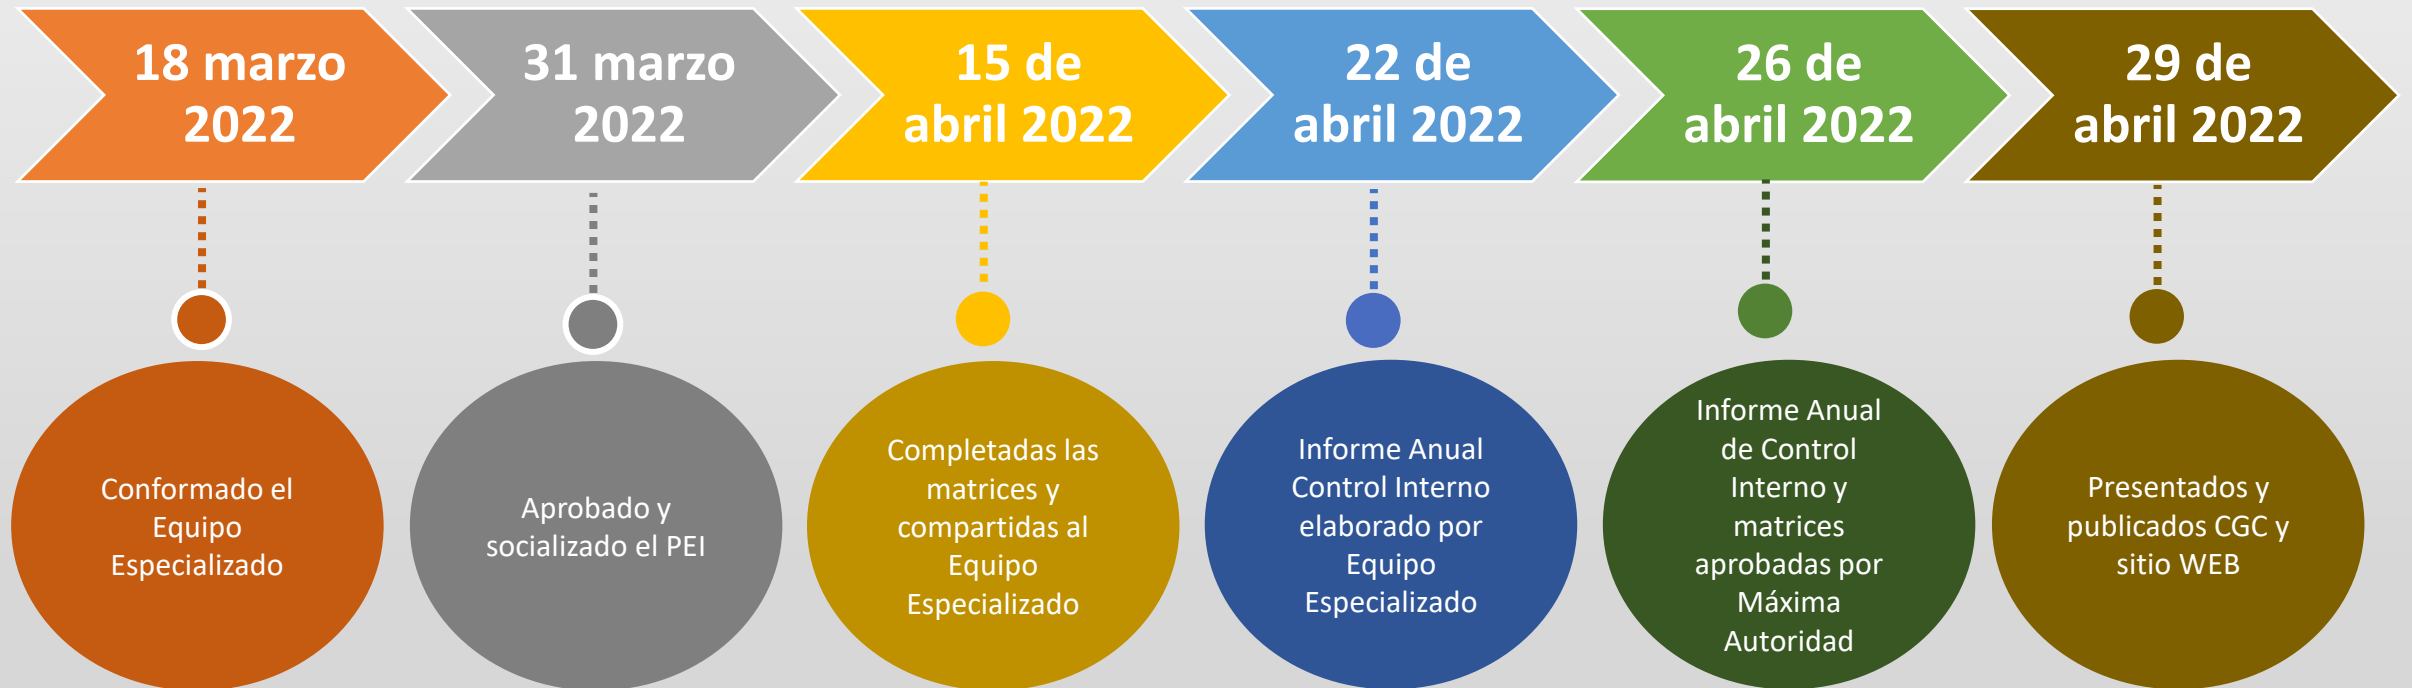 18 marzo
2022
31 marzo
2022
15 de
abril 2022
22 de
abril 2022
26 de
abril 2022
29 de
abril 2022
Conformado el
Equipo
Especializado
Aprobado y
socializado el PEI
Completadas las
matrices y
compartidas al
Equipo
Especializado
Informe Anual
Control Interno
elaborado por
Equipo
Especializado
Informe Anual
de Control
Interno y
matrices
aprobadas por
Máxima
Autoridad
Presentados y
publicados CGC y
sitio WEB